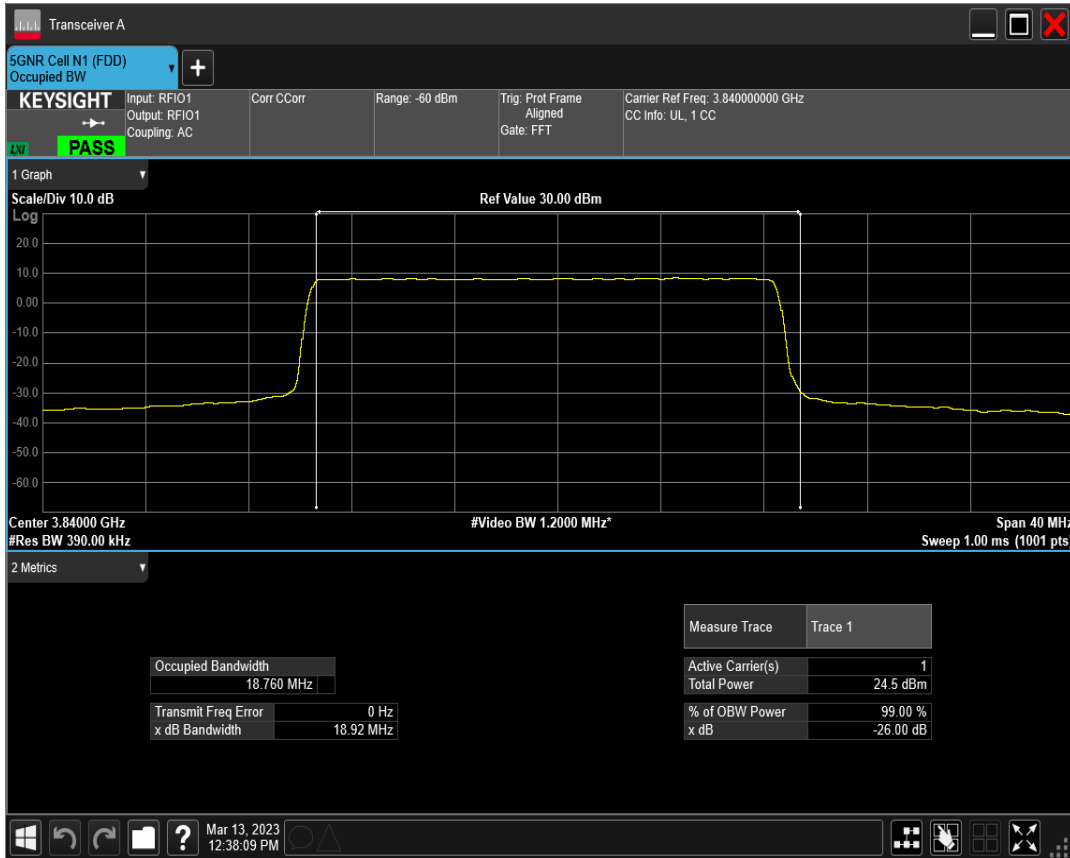 Transceiver A
5GNR Cell N1 (FDD)
Occupied BW
+
KEYSIGHT
LXI
PASS
Input: RFIO1
Output: RFIO1
Coupling: AC
Corr CCorr
Range: -60 dBm
Trig: Prot Frame
Aligned
Gate: FFT
Carrier Ref Freq: 3.840000000 GHz
CC Info: UL, 1 CC
1 Graph
Scale/Div 10.0 dB
Ref Value 30.00 dBm
Log
20.0
10.0
0.00
-10.0
-20.0
-30.0
-40.0
-50.0
-60.0
Center 3.84000 GHz
#Video BW 1.2000 MHz*
Span 40 MHz
#Res BW 390.00 kHz
Sweep 1.00 ms (1001 pts)
2 Metrics
Measure Trace Trace 1
Occupied Bandwidth
18.760 MHz
Active Carrier(s) 1
Total Power 24.5 dBm
Transmit Freq Error 0 Hz
x dB Bandwidth 18.92 MHz
% of OBW Power 99.00 %
x dB -26.00 dB
?
Mar 13, 2023
12:38:09 PM